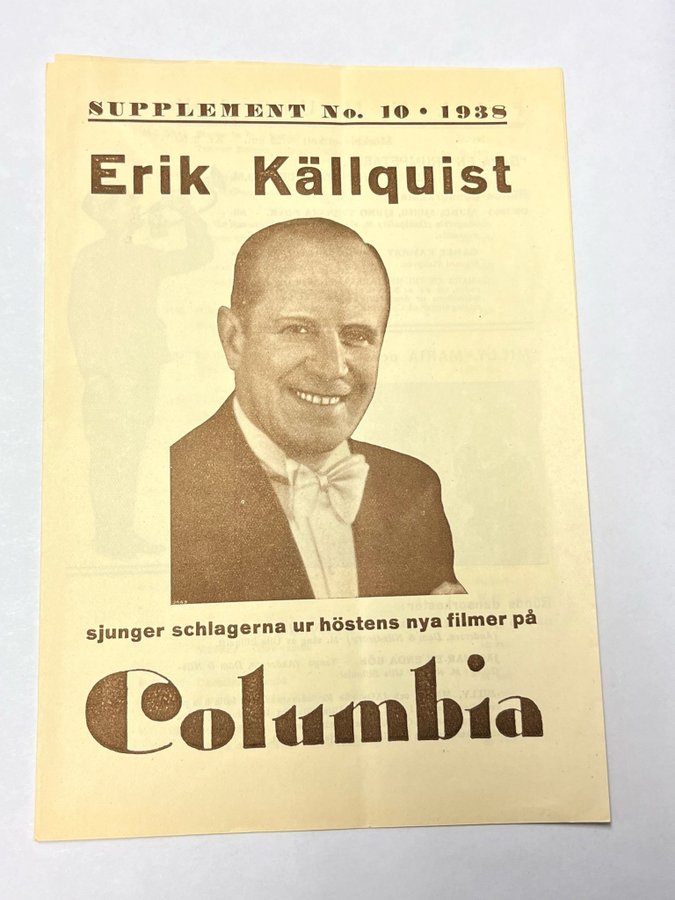 SUPPLEMENT No. 10 • 1938
Erik Källquist
sjunger schlagerna ur höstens nya filmer på
Columbia